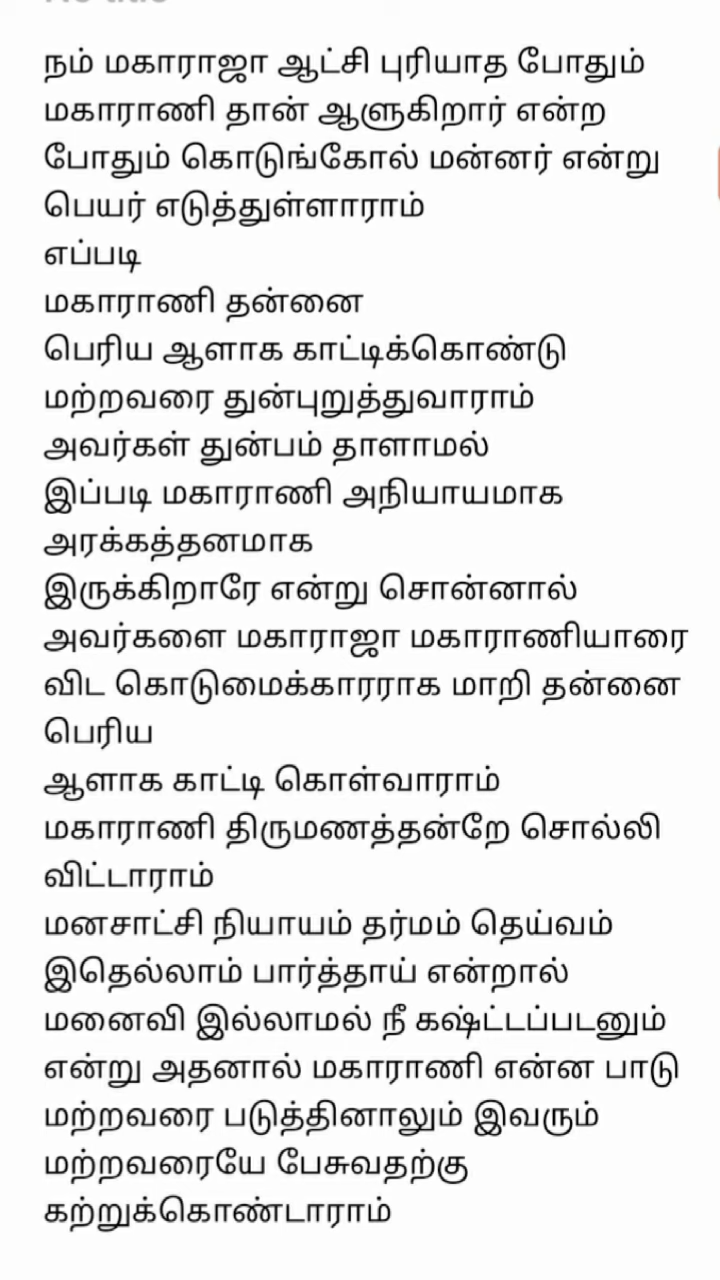 நம் மகாராஜா ஆட்சி புரியாத போதும்
மகாராணி தான் ஆளுகிறார் என்ற
போதும் கொடுங்கோல் மன்னர் என்று
பெயர் எடுத்துள்ளாராம்
எப்படி
மகாராணி தன்னை
பெரிய ஆளாக காட்டிக்கொண்டு
மற்றவரை துன்புறுத்துவாராம்
அவர்கள் துன்பம் தாளாமல்
இப்படி மகாராணி அநியாயமாக
அரக்கத்தனமாக
இருக்கிறாரே என்று சொன்னால்
அவர்களை மகாராஜா மகாராணியாரை
விட கொடுமைக்காரராக மாறி தன்னை
பெரிய
ஆளாக காட்டி கொள்வாராம்
மகாராணி திருமணத்தன்றே சொல்லி
விட்டாராம்
மனசாட்சி நியாயம் தர்மம் தெய்வம்
இதெல்லாம் பார்த்தாய் என்றால்
மனைவி இல்லாமல் நீ கஷ்ட்டப்படனும்
என்று அதனால் மகாராணி என்ன பாடு
மற்றவரை படுத்தினாலும் இவரும்
மற்றவரையே பேசுவதற்கு
கற்றுக்கொண்டாராம்